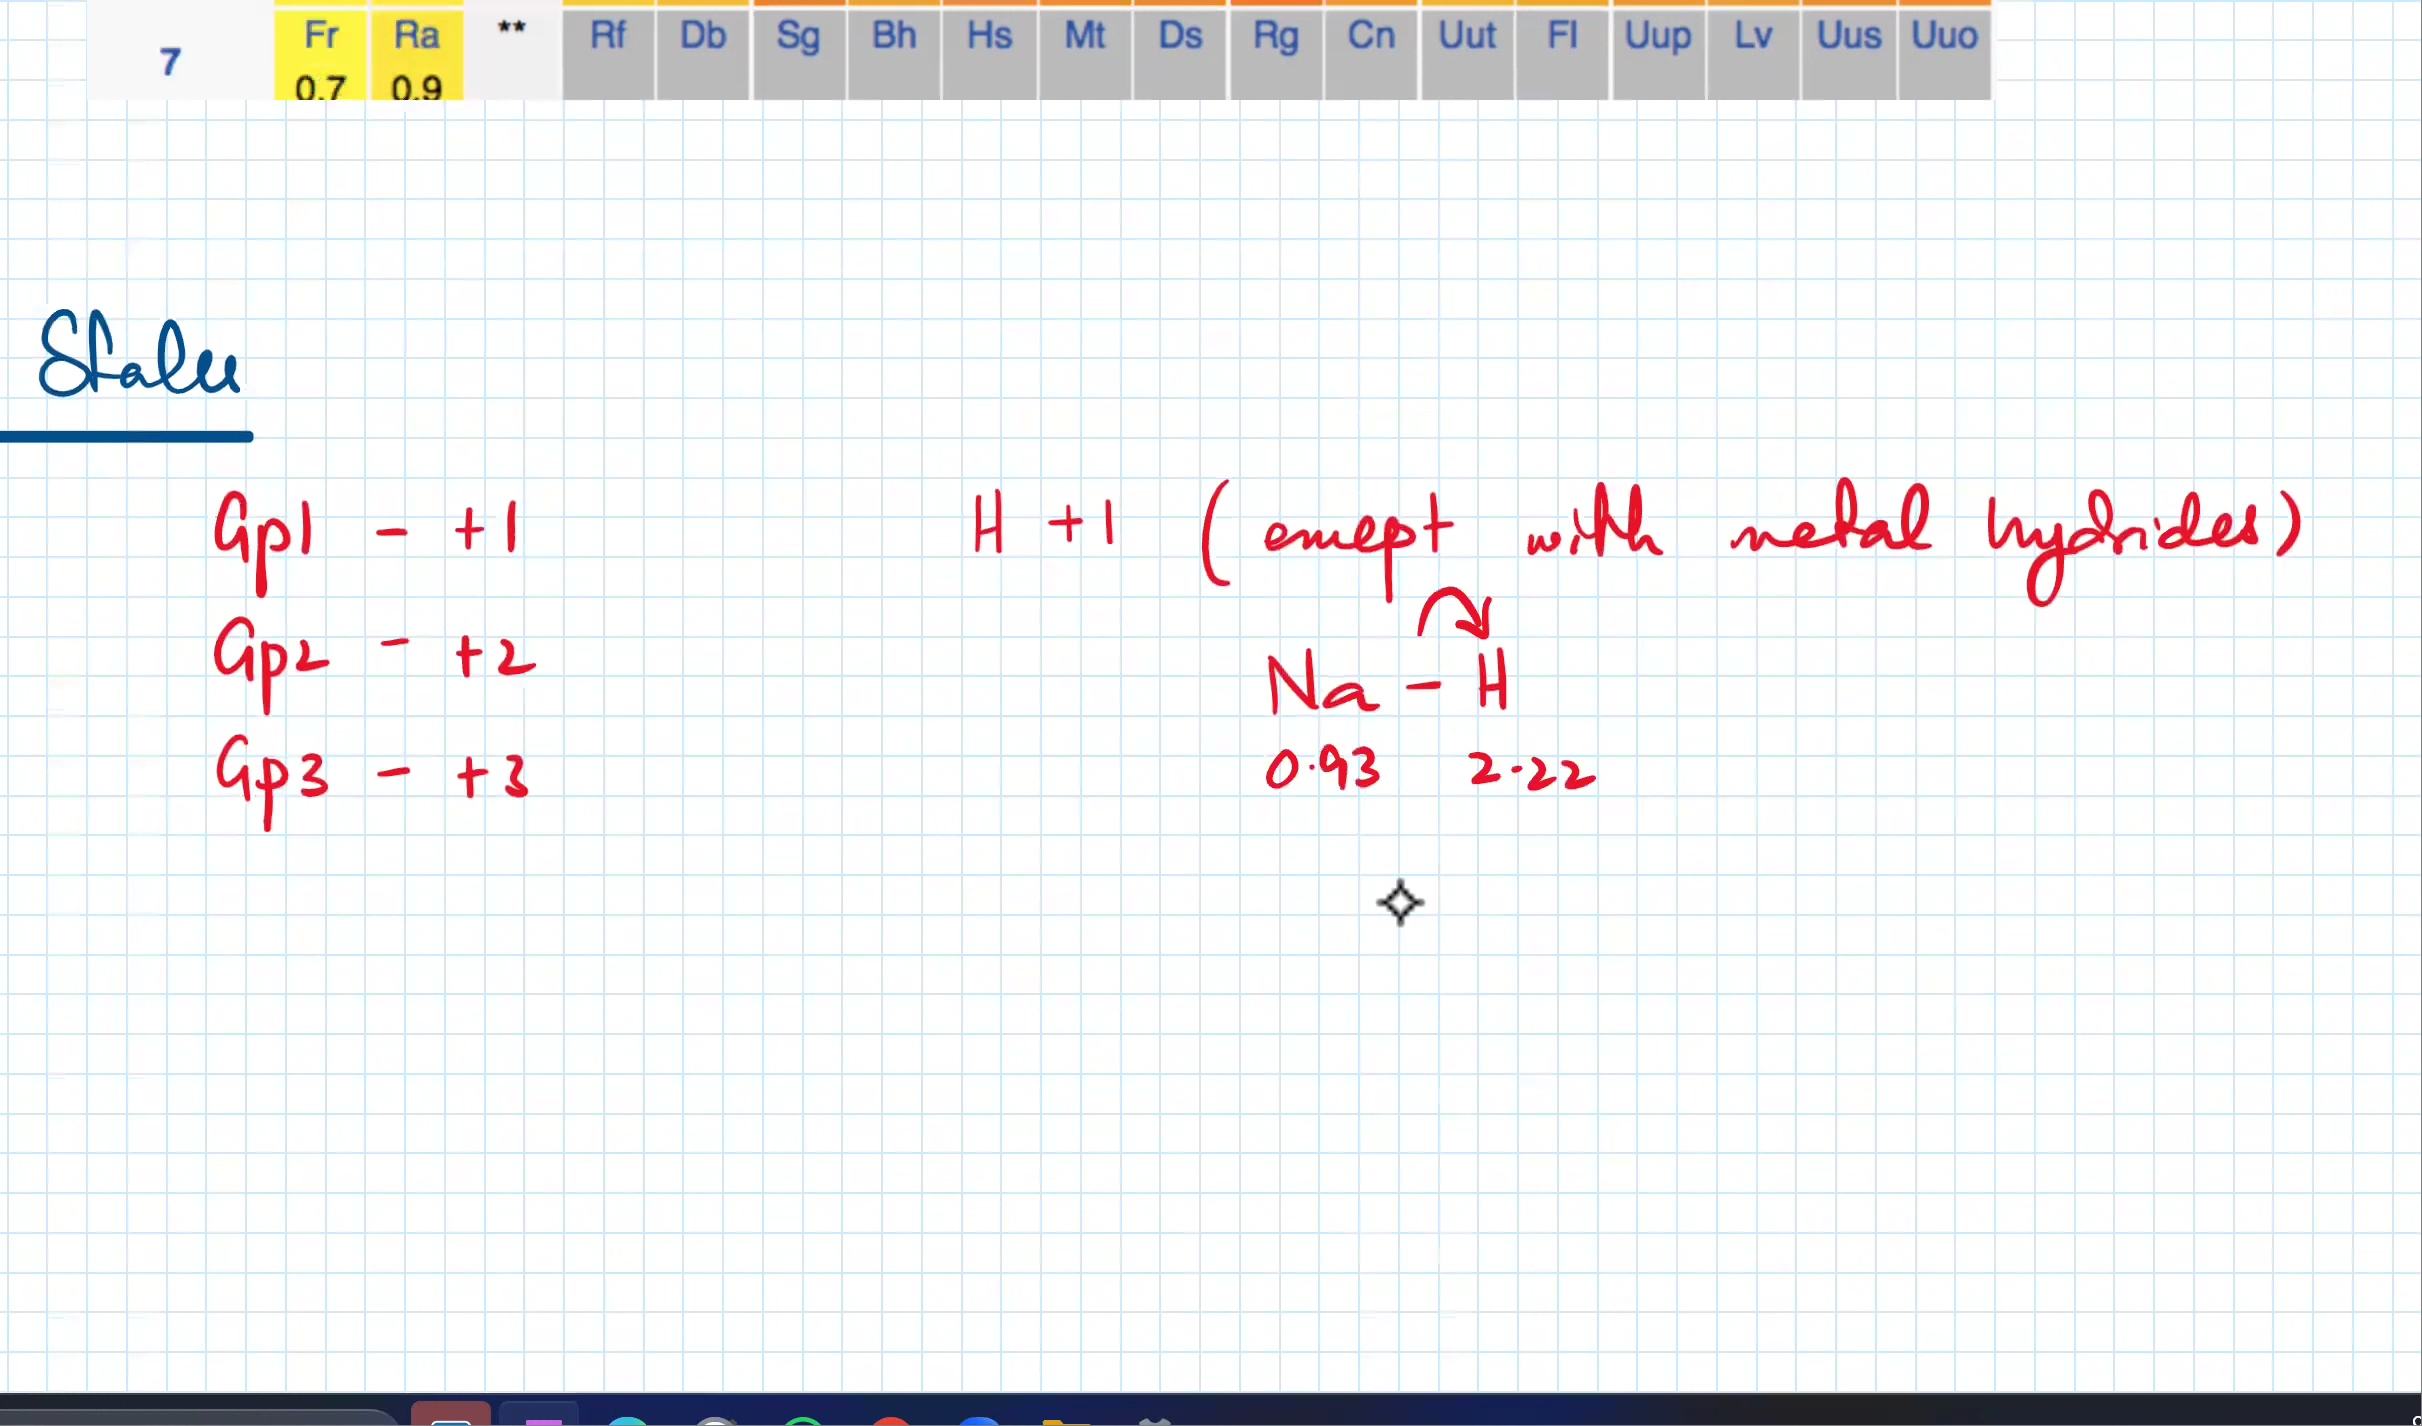 7 Fr Ra ** Rf Db Sg Bh Hs Mt Ds Rg Cn Uut Fl Uup Lv Uus Uuo
0.7 0.9
States
Gp1 - +1 H +1 (except with metal hydrides)
Gp2 - +2 Na - H
Gp3 - +3 0.93 2.22